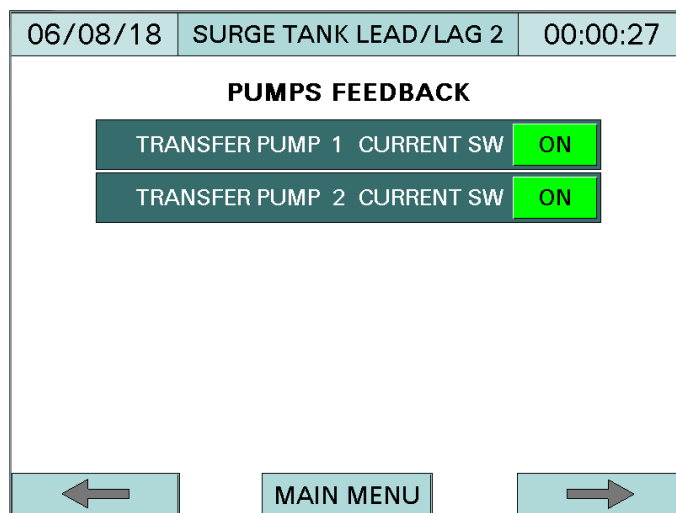 06/08/18 SURGE TANK LEAD/LAG 2 00:00:27
PUMPS FEEDBACK
TRANSFER PUMP 1 CURRENT SW ON
TRANSFER PUMP 2 CURRENT SW ON
MAIN MENU